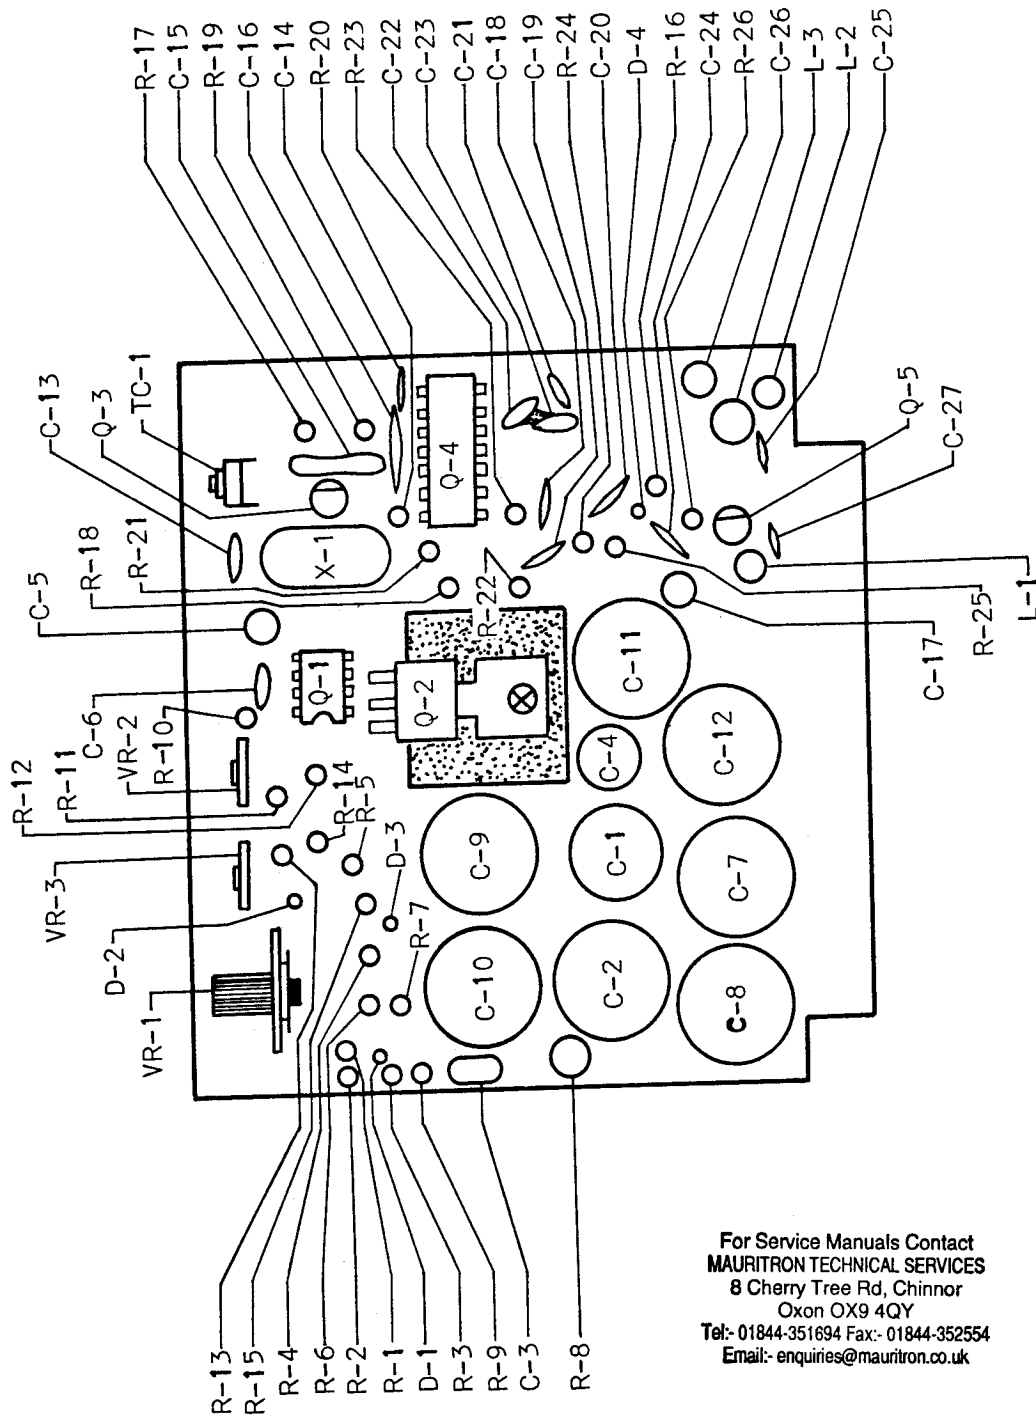 R-17
C-15
R-19
C-16
C-14
R-20
R-23
C-22
C-23
C-21
C-18
C-19
R-24
C-20
D-4
R-16
C-24
R-26
C-26
L-3
L-2
C-25
TC-1
Q-3
C-13
R-21
R-18
C-5
C-6
VR-2
R-10
R-11
R-12
VR-3
D-2
VR-1
X-1
Q-4
Q-1
Q-2
R-22
R-14
R-5
D-3
R-7
C-11
C-4
C-12
C-9
C-1
C-7
C-10
C-2
C-8
Q-5
C-27
L-1
R-25
C-17
R-13
R-15
R-4
R-6
R-2
R-1
D-1
R-3
R-9
C-3
R-8
For Service Manuals Contact
MAURITRON TECHNICAL SERVICES
8 Cherry Tree Rd, Chinnor
Oxon OX9 4QY
Tel:- 01844-351694 Fax:- 01844-352554
Email:- enquiries@mauritron.co.uk